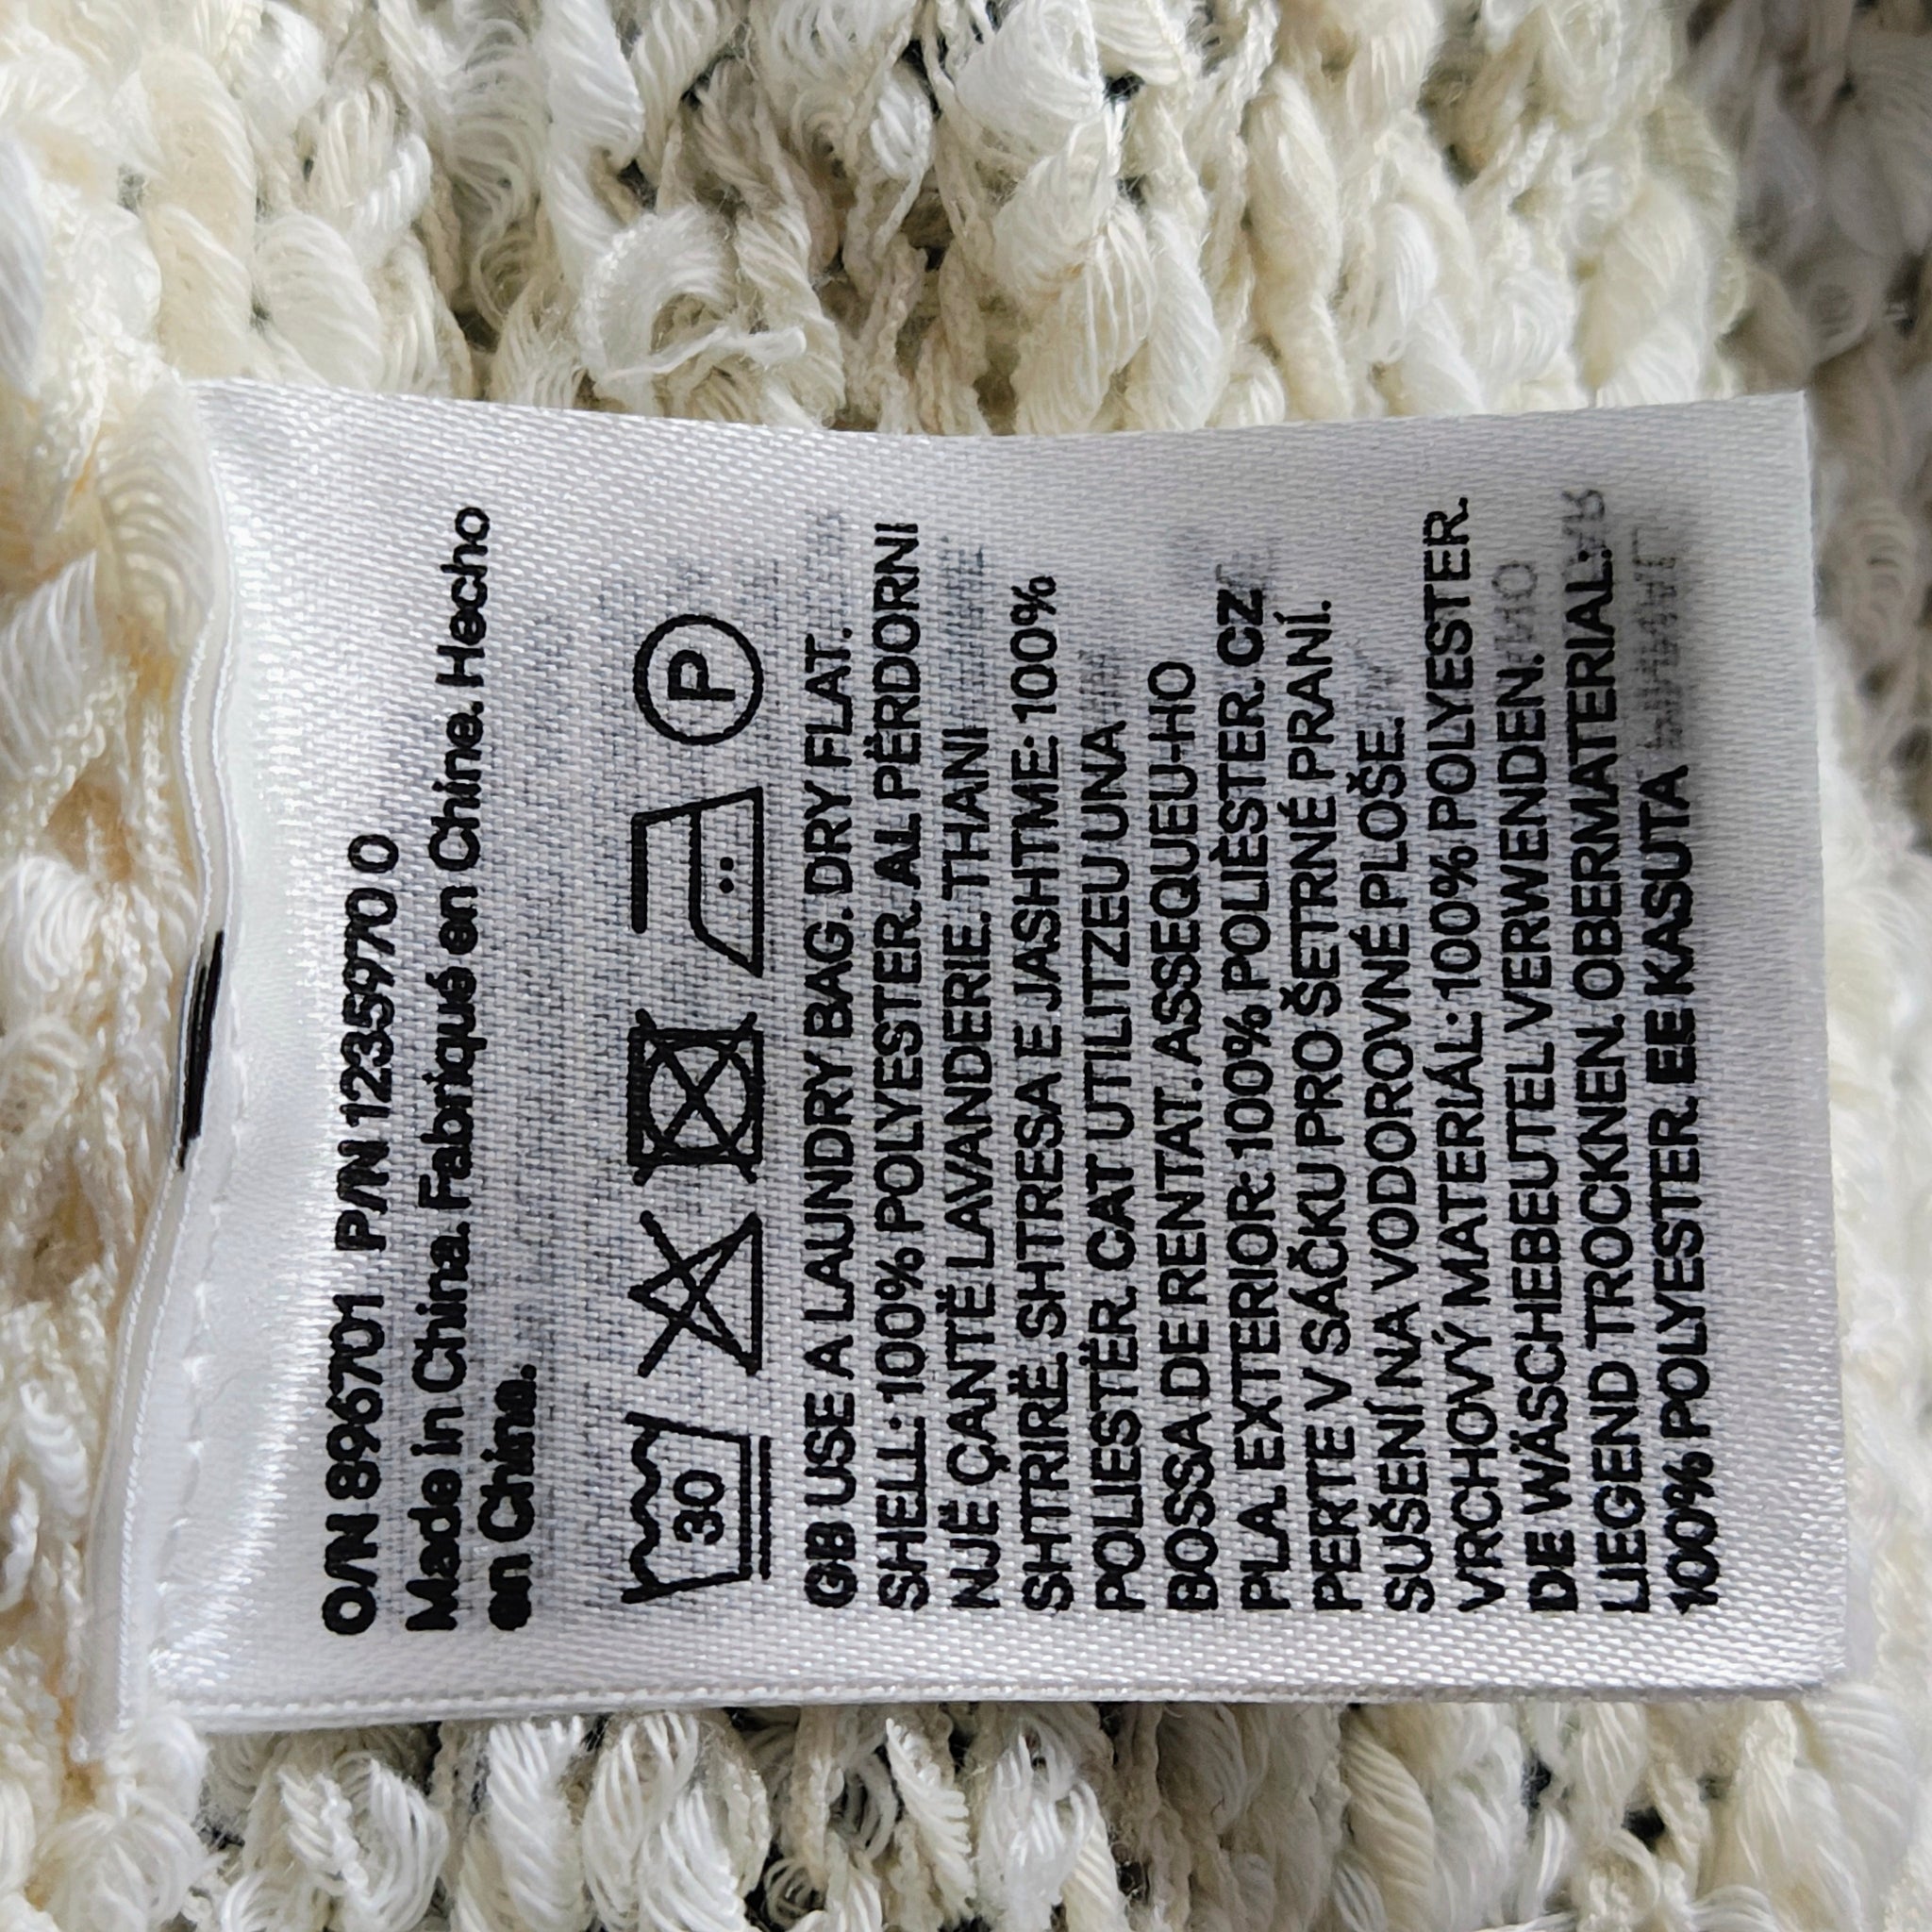 O/N 896701 P/N 1235970 0
Made in China. Fabriqué en Chine. Hecho
en China.
30 P
GB USE A LAUNDRY BAG. DRY FLAT.
SHELL: 100% POLYESTER. AL PËRDORNI
NJË ÇANTË LAVANDERIE. THANI
SHTRIRË. SHTRESA E JASHTME: 100%
POLIESTËR. CAT UTILITZEU UNA
BOSSA DE RENTAT. ASSEQUEU-HO
PLA. EXTERIOR: 100% POLIÈSTER. CZ
PERTE V SÁČKU PRO ŠETRNÉ PRANÍ.
SUŠENÍ NA VODOROVNÉ PLOŠE.
VRCHOVÝ MATERIÁL: 100% POLYESTER.
DE WÄSCHEBEUTEL VERWENDEN.
LIEGEND TROCKNEN. OBERMATERIAL:
100% POLYESTER. EE KASUTA